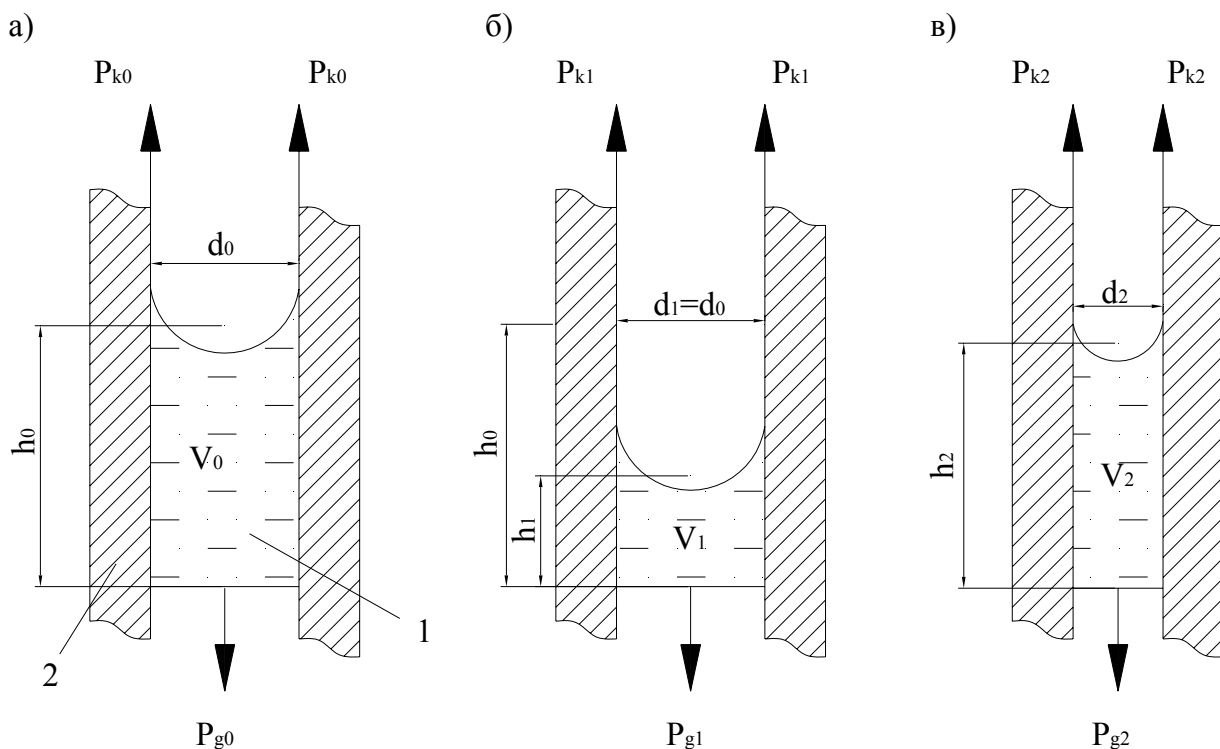 а)
б)
в)
Pk0 Pk0
Pk1 Pk1
Pk2 Pk2
d0
d1=d0
d2
h0
V0
h0
h1
V1
h2
V2
1
2
Pg0
Pg1
Pg2